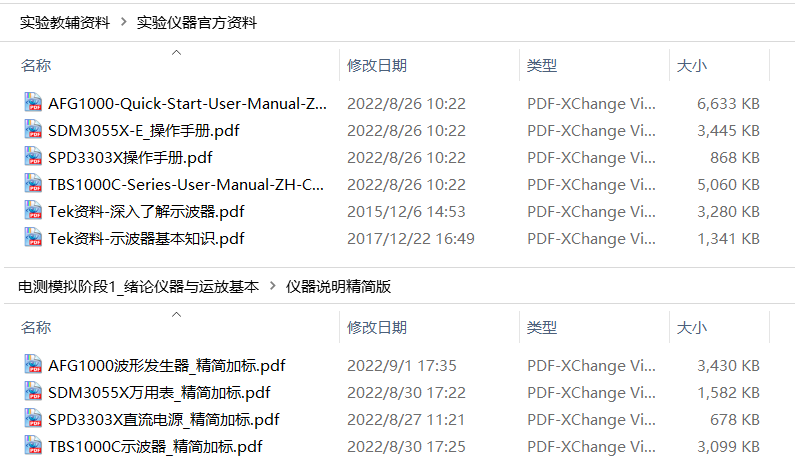 实验教辅资料 > 实验仪器官方资料
名称 修改日期 类型 大小
AFG1000-Quick-Start-User-Manual-Z... 2022/8/26 10:22 PDF-XChange Vi... 6,633 KB
SDM3055X-E_操作手册.pdf 2022/8/26 10:22 PDF-XChange Vi... 3,445 KB
SPD3303X操作手册.pdf 2022/8/26 10:22 PDF-XChange Vi... 868 KB
TBS1000C-Series-User-Manual-ZH-C... 2022/8/26 10:22 PDF-XChange Vi... 5,060 KB
Tek资料-深入了解示波器.pdf 2015/12/6 14:53 PDF-XChange Vi... 3,280 KB
Tek资料-示波器基本知识.pdf 2017/12/22 16:49 PDF-XChange Vi... 1,341 KB
电测模拟阶段1_绪论仪器与运放基本 > 仪器说明精简版
名称 修改日期 类型 大小
AFG1000波形发生器_精简加标.pdf 2022/9/1 17:35 PDF-XChange Vi... 3,430 KB
SDM3055X万用表_精简加标.pdf 2022/8/30 17:22 PDF-XChange Vi... 1,582 KB
SPD3303X直流电源_精简加标.pdf 2022/8/27 11:21 PDF-XChange Vi... 678 KB
TBS1000C示波器_精简加标.pdf 2022/8/30 17:25 PDF-XChange Vi... 3,099 KB